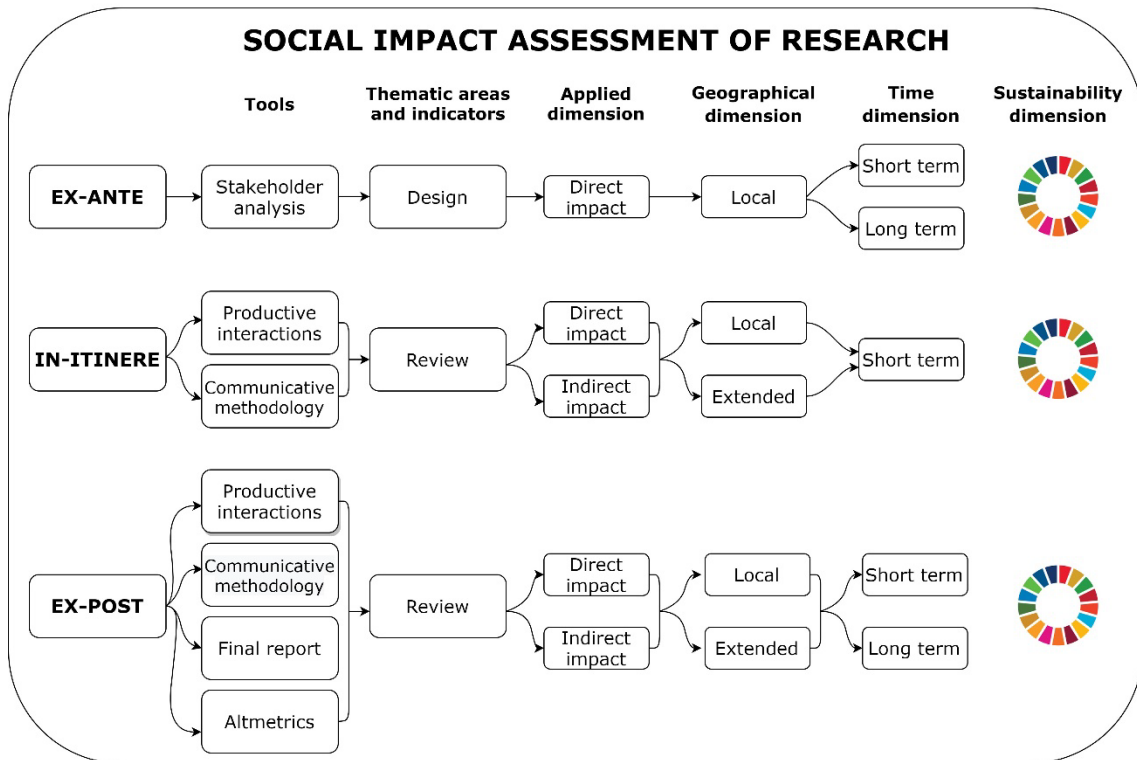 SOCIAL IMPACT ASSESSMENT OF RESEARCH
Tools
Thematic areas
and indicators
Applied
dimension
Geographical
dimension
Time
dimension
Sustainability
dimension
EX-ANTE
Stakeholder
analysis
Design
Direct
impact
Local
Short term
Long term
IN-ITINERE
Productive
interactions
Communicative
methodology
Review
Direct
impact
Indirect
impact
Local
Extended
Short term
EX-POST
Productive
interactions
Communicative
methodology
Final report
Altmetrics
Review
Direct
impact
Indirect
impact
Local
Extended
Short term
Long term